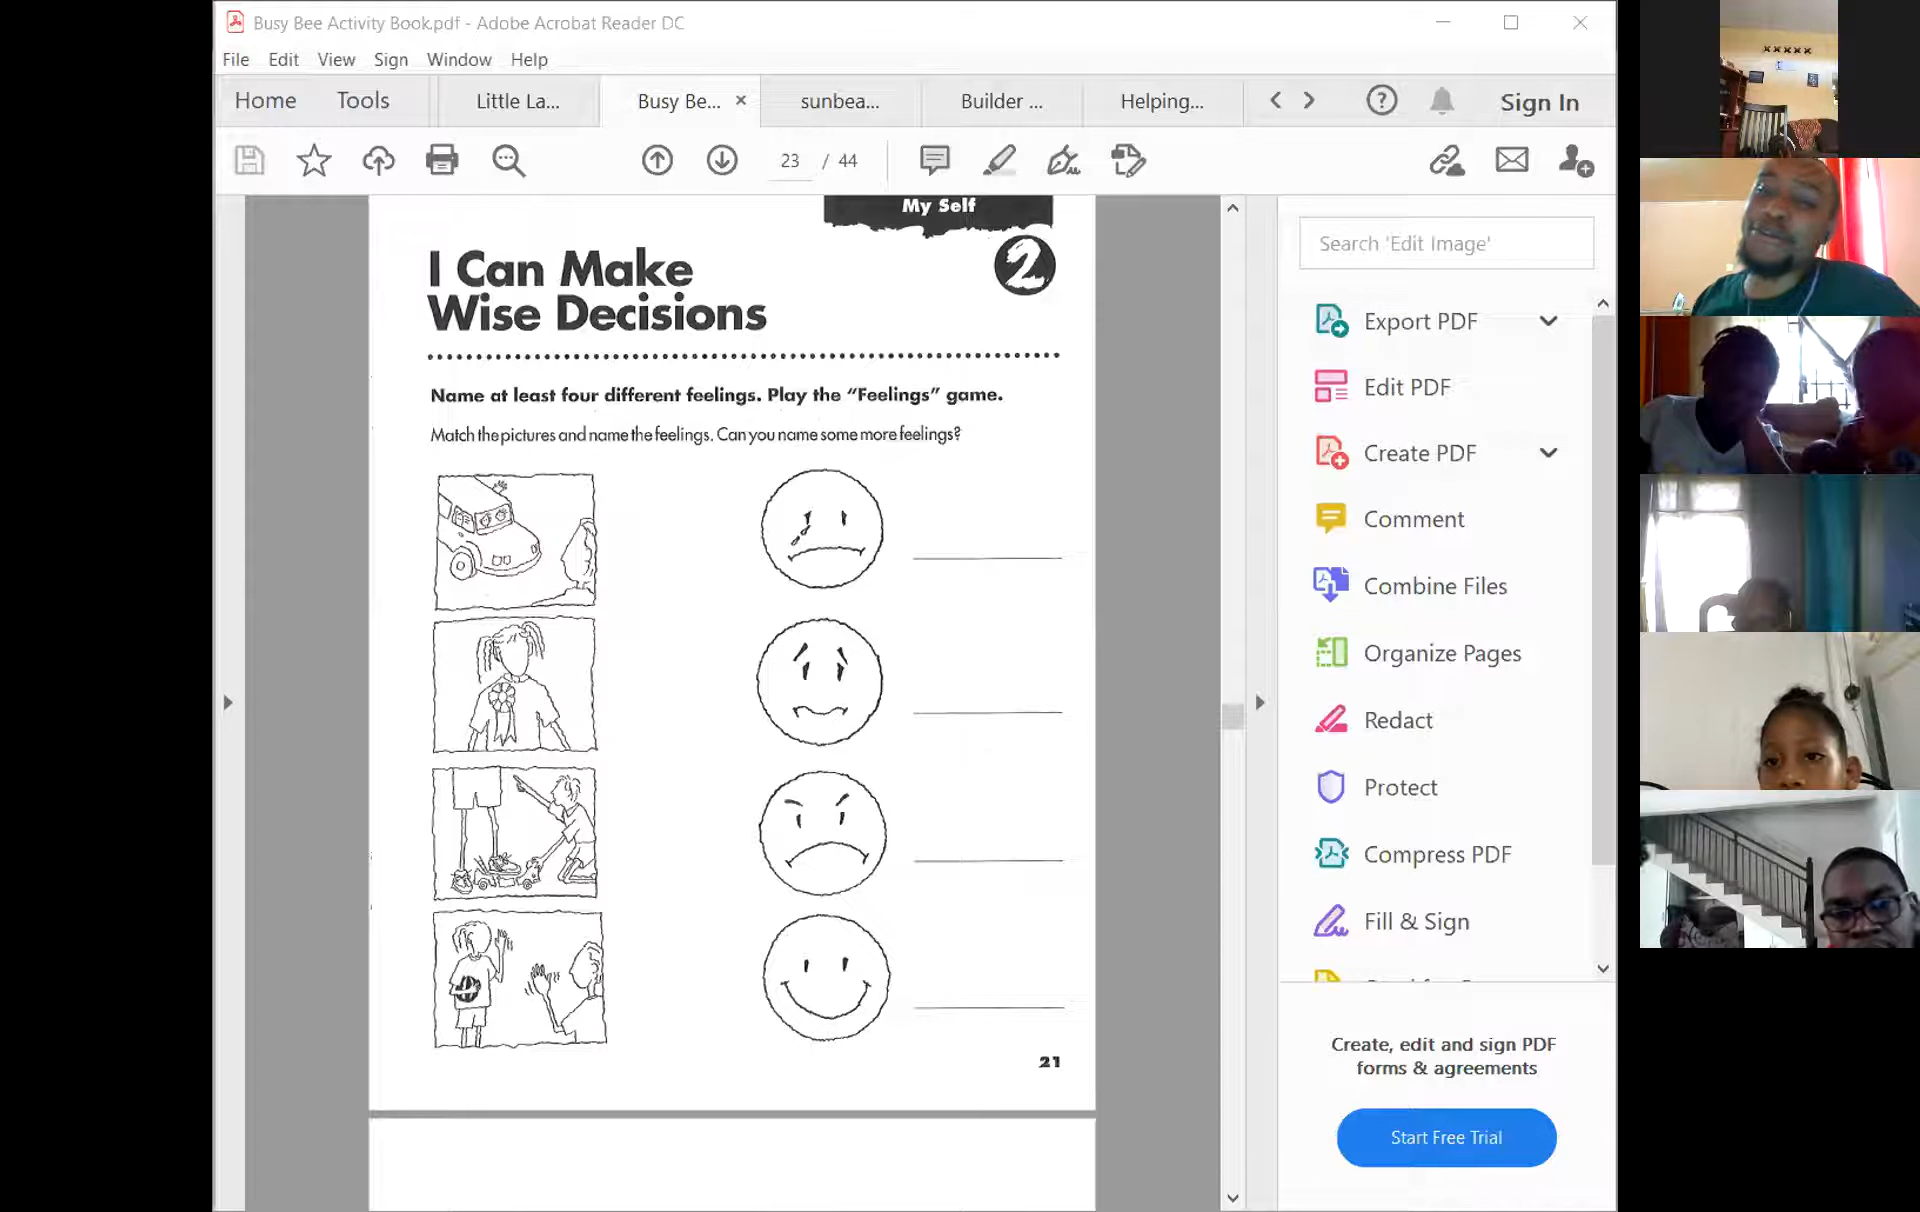 Busy Bee Activity Book.pdf - Adobe Acrobat Reader DC
File Edit View Sign Window Help
Home Tools Little La... Busy Be... × sunbea... Builder ... Helping... Sign In
23 / 44
My Self
2
I Can Make
Wise Decisions
Name at least four different feelings. Play the “Feelings” game.
Match the pictures and name the feelings. Can you name some more feelings?
21
Search 'Edit Image'
Export PDF
Edit PDF
Create PDF
Comment
Combine Files
Organize Pages
Redact
Protect
Compress PDF
Fill & Sign
Create, edit and sign PDF
forms & agreements
Start Free Trial